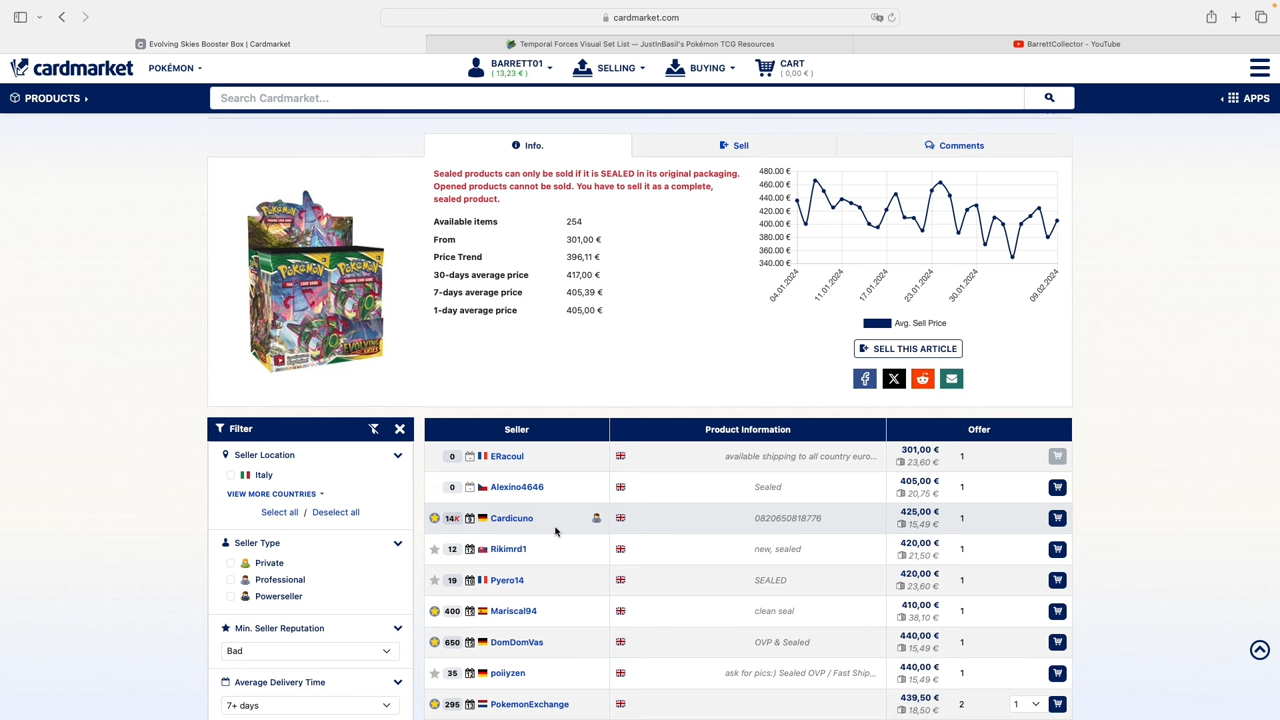 cardmarket.com
Evolving Skies Booster Box | Cardmarket
Temporal Forces Visual Set List — JustInBasil's Pokémon TCG Resources
BarrettCollector - YouTube
cardmarket
POKÉMON
BARRETT01
( 13,23 € )
SELLING
BUYING
CART
( 0,00 € )
PRODUCTS
Search Cardmarket...
APPS
Info.
Sell
Comments
Sealed products can only be sold if it is SEALED in its original packaging.
Opened products cannot be sold. You have to sell it as a complete,
sealed product.
Available items 254
From 301,00 €
Price Trend 396,11 €
30-days average price 417,00 €
7-days average price 405,39 €
1-day average price 405,00 €
480.00 €
460.00 €
440.00 €
420.00 €
400.00 €
380.00 €
360.00 €
340.00 €
04.01.2024
11.01.2024
17.01.2024
23.01.2024
30.01.2024
09.02.2024
Avg. Sell Price
SELL THIS ARTICLE
Pokémon
Pokémon
Pokémon
EVOLVING SKIES
Filter
Seller Location
Italy
VIEW MORE COUNTRIES
Select all / Deselect all
Seller Type
Private
Professional
Powerseller
Min. Seller Reputation
Bad
Average Delivery Time
7+ days
Seller Product Information Offer
0 ERacoul available shipping to all country euro... 301,00 € 1
23,60 €
0 Alexino4646 Sealed 405,00 € 1
20,75 €
14K Cardicuno 0820650818776 425,00 € 1
15,49 €
12 Rikimrd1 new, sealed 420,00 € 1
21,50 €
19 Pyero14 SEALED 420,00 € 1
23,60 €
400 Mariscal94 clean seal 410,00 € 1
38,10 €
650 DomDomVas OVP & Sealed 440,00 € 1
15,49 €
35 poiiyzen ask for pics:) Sealed OVP / Fast Ship... 440,00 € 1
15,49 €
295 PokemonExchange 439,50 € 2 1
18,50 €